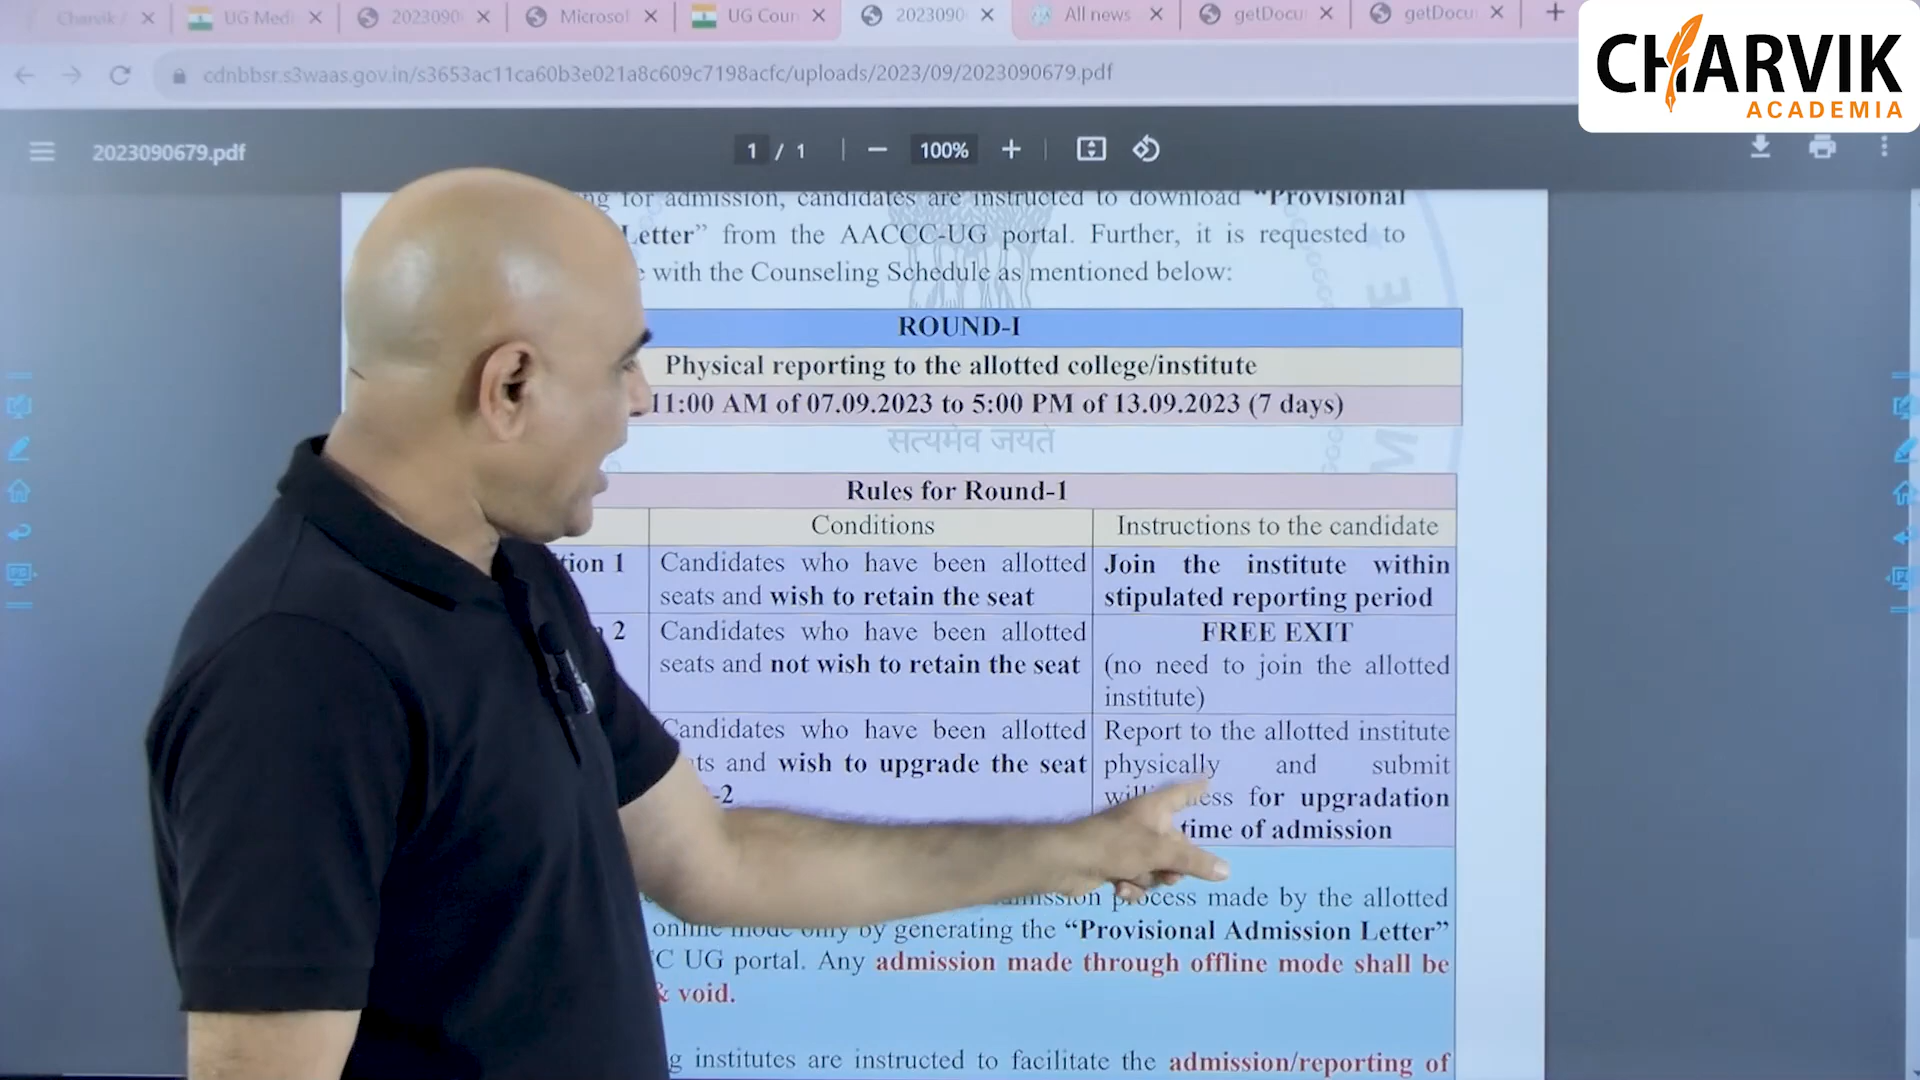 Charvik /
UG Medi
2023090
Microsof
UG Coun
2023090
All news
getDocu
getDocu
CHARVIK
ACADEMIA
cdnbbsr.s3waas.gov.in/s3653ac11ca60b3e021a8c609c7198acfc/uploads/2023/09/2023090679.pdf
2023090679.pdf
1 / 1
100%
for admission, candidates are instructed to download “Provisional
Letter” from the AACCC-UG portal. Further, it is requested to
with the Counseling Schedule as mentioned below:
ROUND-I
Physical reporting to the allotted college/institute
11:00 AM of 07.09.2023 to 5:00 PM of 13.09.2023 (7 days)
सत्यमेव जयते
Rules for Round-1
Conditions
Instructions to the candidate
tion 1
Candidates who have been allotted
seats and wish to retain the seat
Join the institute within
stipulated reporting period
2
Candidates who have been allotted
seats and not wish to retain the seat
FREE EXIT
(no need to join the allotted
institute)
Candidates who have been allotted
ts and wish to upgrade the seat
-2
Report to the allotted institute
physically and submit
for upgradation
time of admission
process made by the allotted
online mode only by generating the “Provisional Admission Letter”
C UG portal. Any admission made through offline mode shall be
& void.
g institutes are instructed to facilitate the admission/reporting of